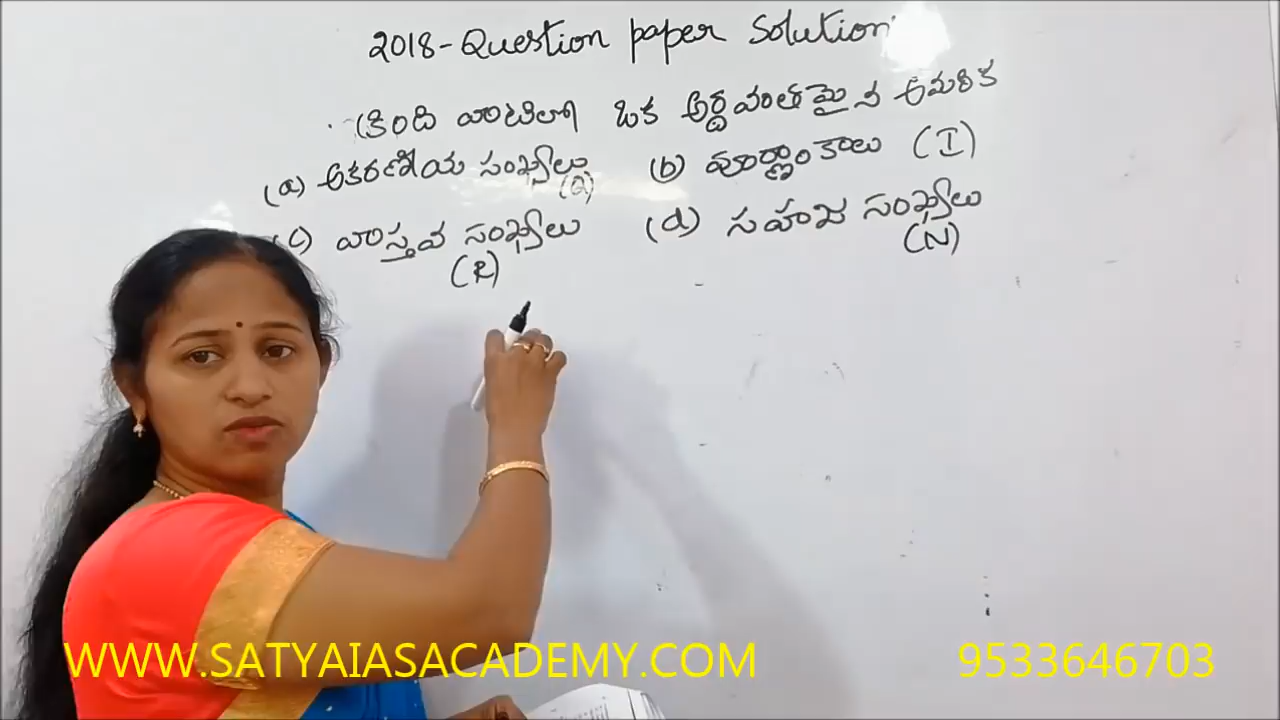 2018-Question paper Solution
క్రింది వాటిలో ఒక అర్థవంతమైన అమరిక
(a) అకరణీయ సంఖ్యలు (Q) (b) పూర్ణాంకాలు (I)
(c) వాస్తవ సంఖ్యలు (R) (d) సహజ సంఖ్యలు (N)
WWW.SATYAIASACADEMY.COM 9533646703